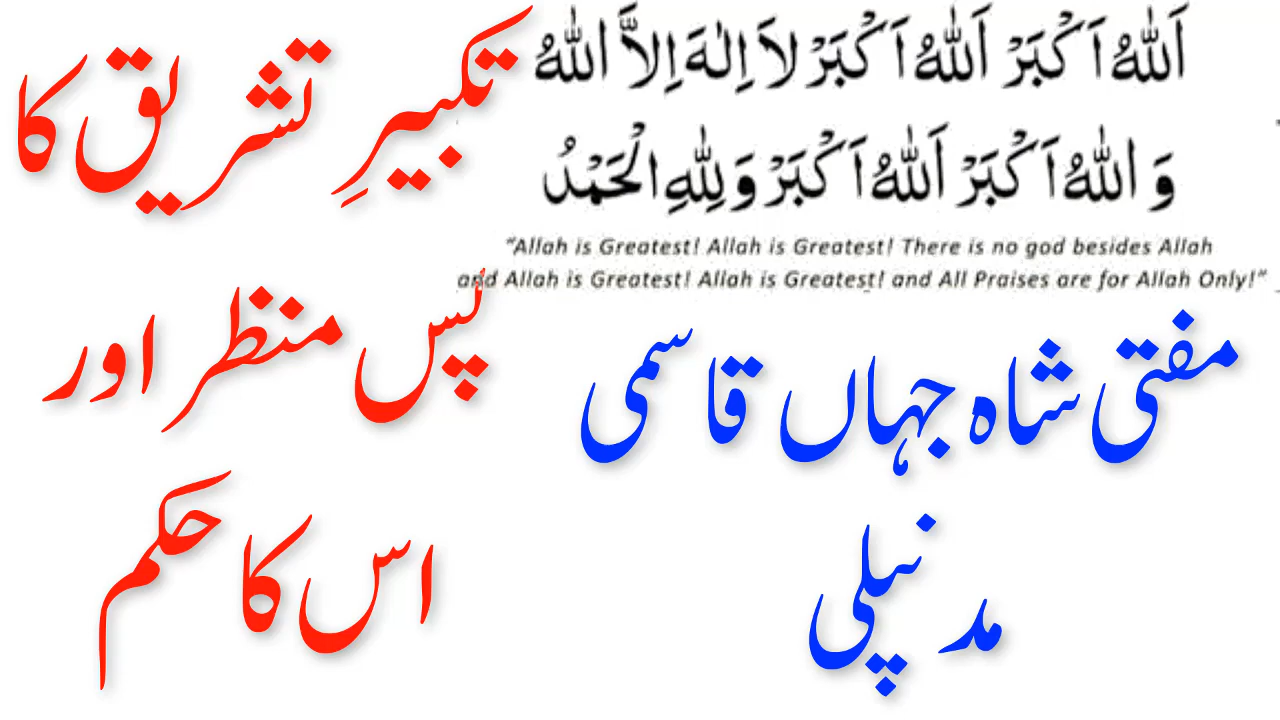 اَللّٰهُ اَكْبَرْ اَللّٰهُ اَكْبَرْ لاَ اِلٰهَ اِلاَّ اللّٰهُ
وَ اللّٰهُ اَكْبَرْ اَللّٰهُ اَكْبَرْ وَلِلّٰهِ الْحَمْدُ
“Allah is Greatest! Allah is Greatest! There is no god besides Allah
and Allah is Greatest! Allah is Greatest! and All Praises are for Allah Only!”
مفتی شاہ جہاں قاسمی
مدنپلی
تکبیرِ تشریق کا
پس منظر اور
اس کا حکم